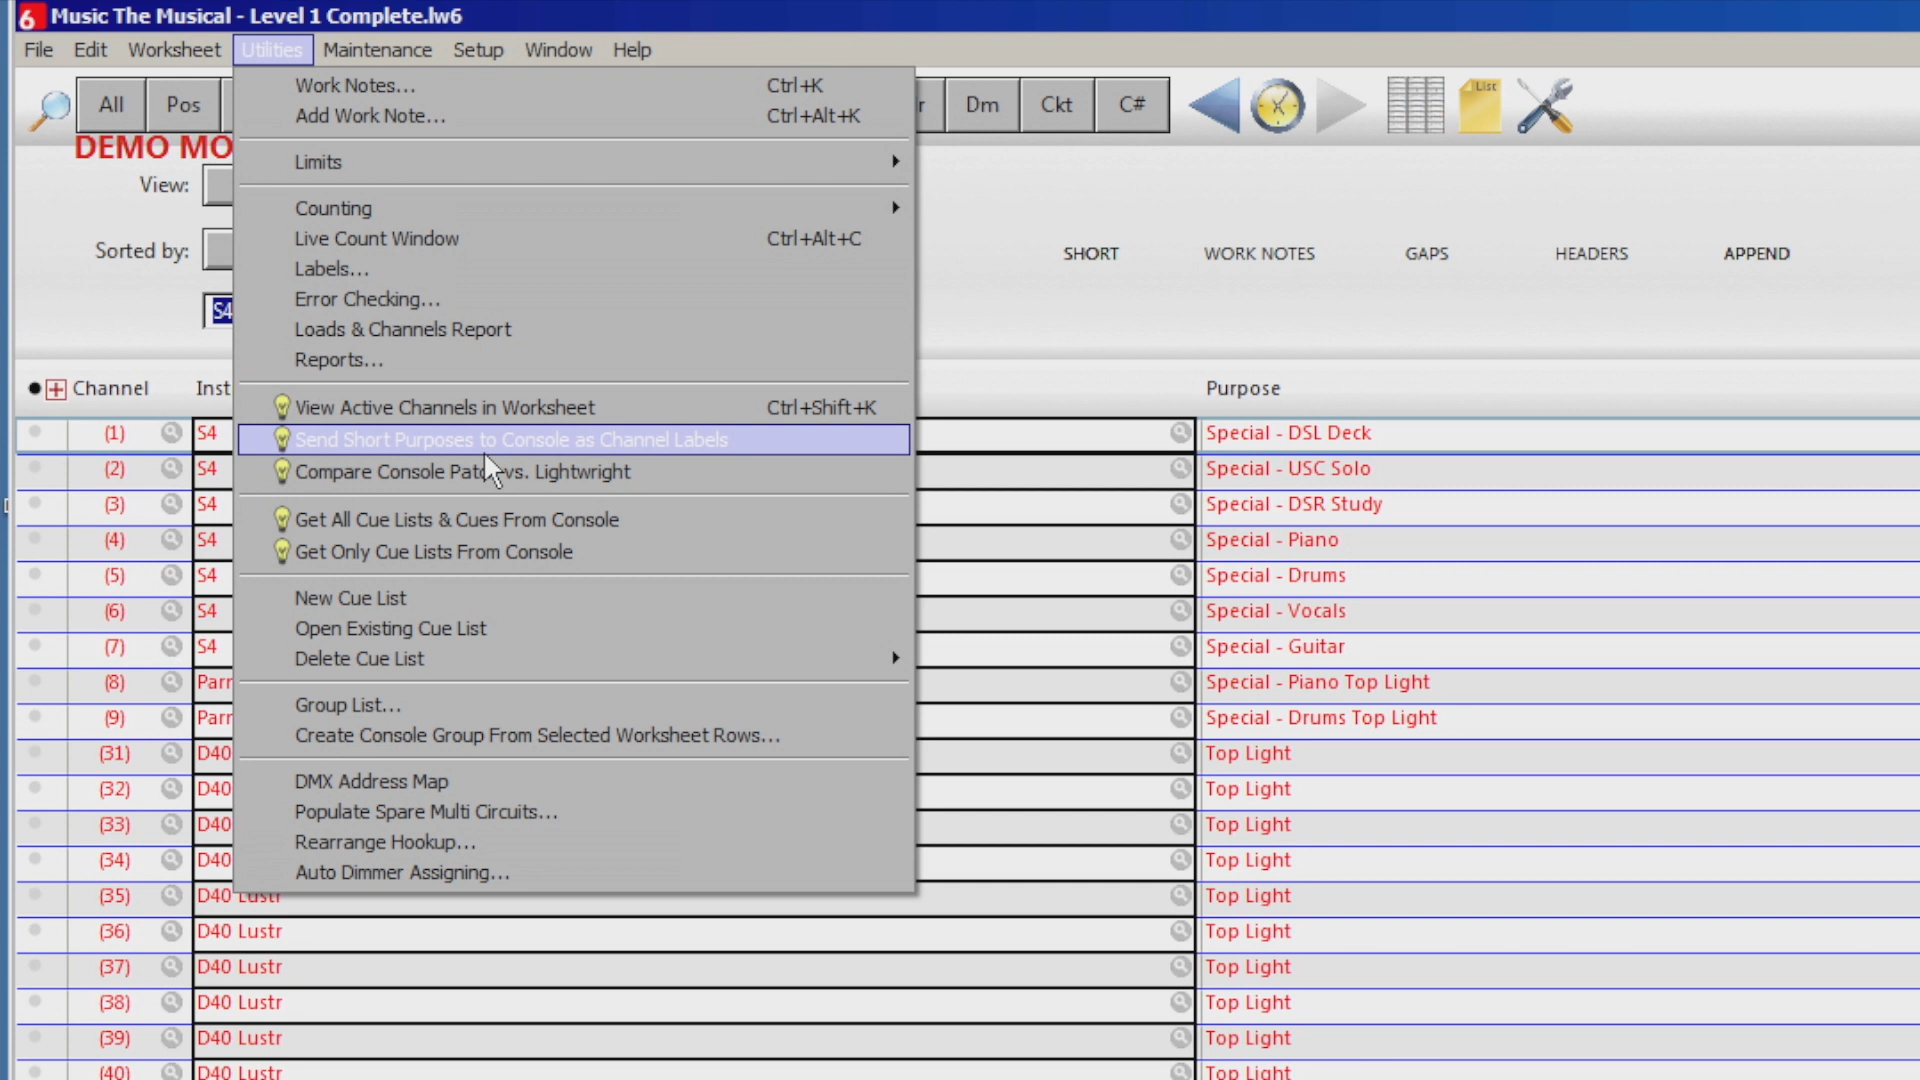 Music The Musical - Level 1 Complete.lw6
File Edit Worksheet Utilities Maintenance Setup Window Help
All Pos Dm Ckt C# List
DEMO MO
View:
Sorted by:
S4
SHORT WORK NOTES GAPS HEADERS APPEND
Work Notes... Ctrl+K
Add Work Note... Ctrl+Alt+K
Limits
Counting
Live Count Window Ctrl+Alt+C
Labels...
Error Checking...
Loads & Channels Report
Reports...
View Active Channels in Worksheet Ctrl+Shift+K
Send Short Purposes to Console as Channel Labels
Compare Console Patch vs. Lightwright
Get All Cue Lists & Cues From Console
Get Only Cue Lists From Console
New Cue List
Open Existing Cue List
Delete Cue List
Group List...
Create Console Group From Selected Worksheet Rows...
DMX Address Map
Populate Spare Multi Circuits...
Rearrange Hookup...
Auto Dimmer Assigning...
Channel Inst Purpose
(1) S4 Special - DSL Deck
(2) S4 Special - USC Solo
(3) S4 Special - DSR Study
(4) S4 Special - Piano
(5) S4 Special - Drums
(6) S4 Special - Vocals
(7) S4 Special - Guitar
(8) Parn Special - Piano Top Light
(9) Parn Special - Drums Top Light
(31) D40 Top Light
(32) D40 Top Light
(33) D40 Top Light
(34) D40 Top Light
(35) D40 Lustr Top Light
(36) D40 Lustr Top Light
(37) D40 Lustr Top Light
(38) D40 Lustr Top Light
(39) D40 Lustr Top Light
(40) D40 Lustr Top Light